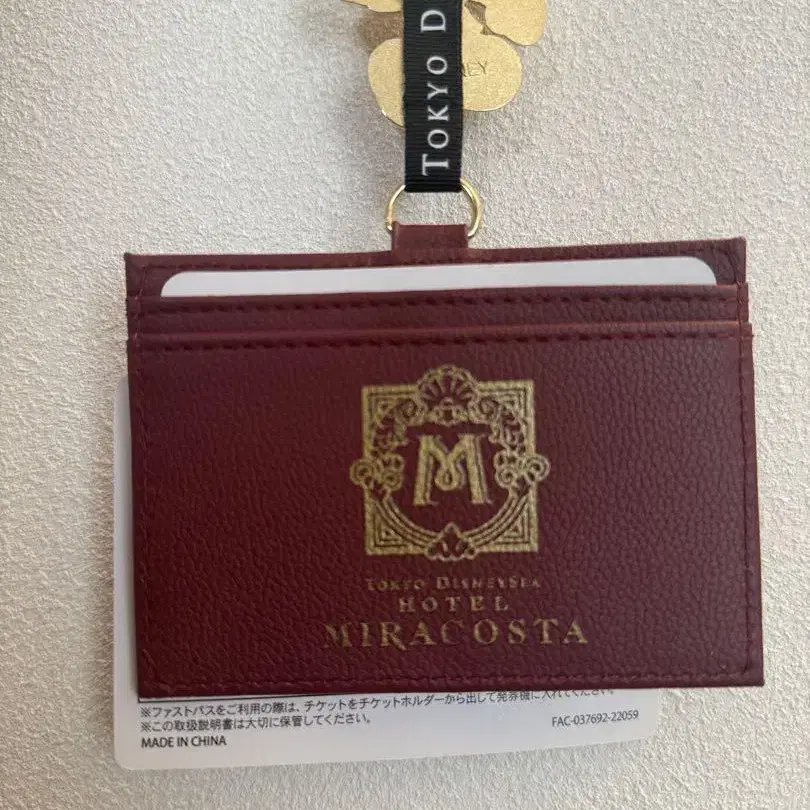 TOKYO D
NEY
M
TOKYO DISNEYSEA
HOTEL
MIRACOSTA
※ファストパスをご利用の際は、チケットをチケットホルダーから出して発券機に入れてください。
※この取扱説明書は大切に保管してください。
MADE IN CHINA
FAC-037692-22059